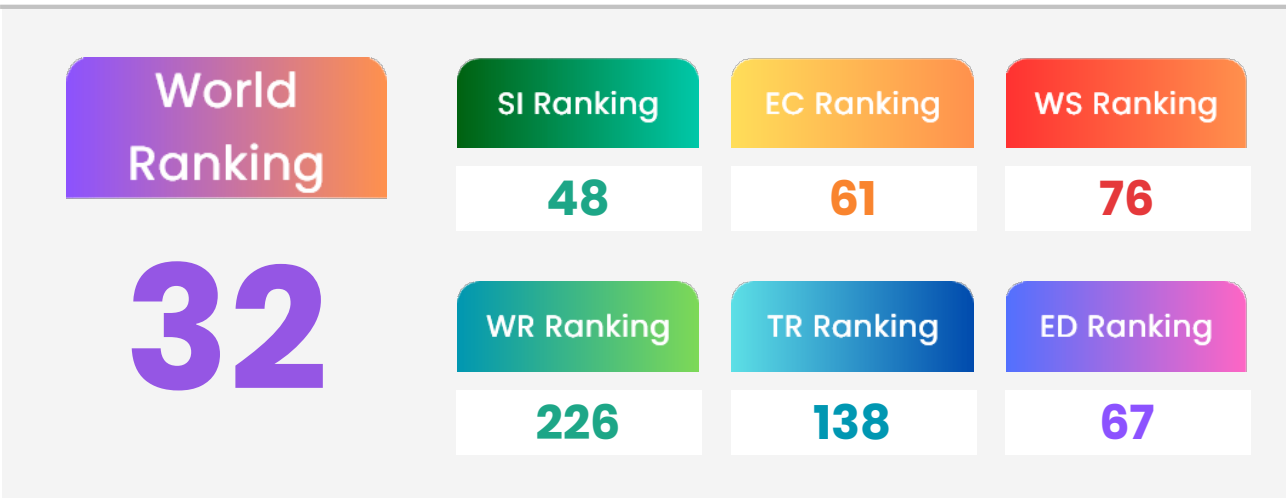 World
Ranking
32
SI Ranking
EC Ranking
WS Ranking
48
61
76
WR Ranking
TR Ranking
ED Ranking
226
138
67